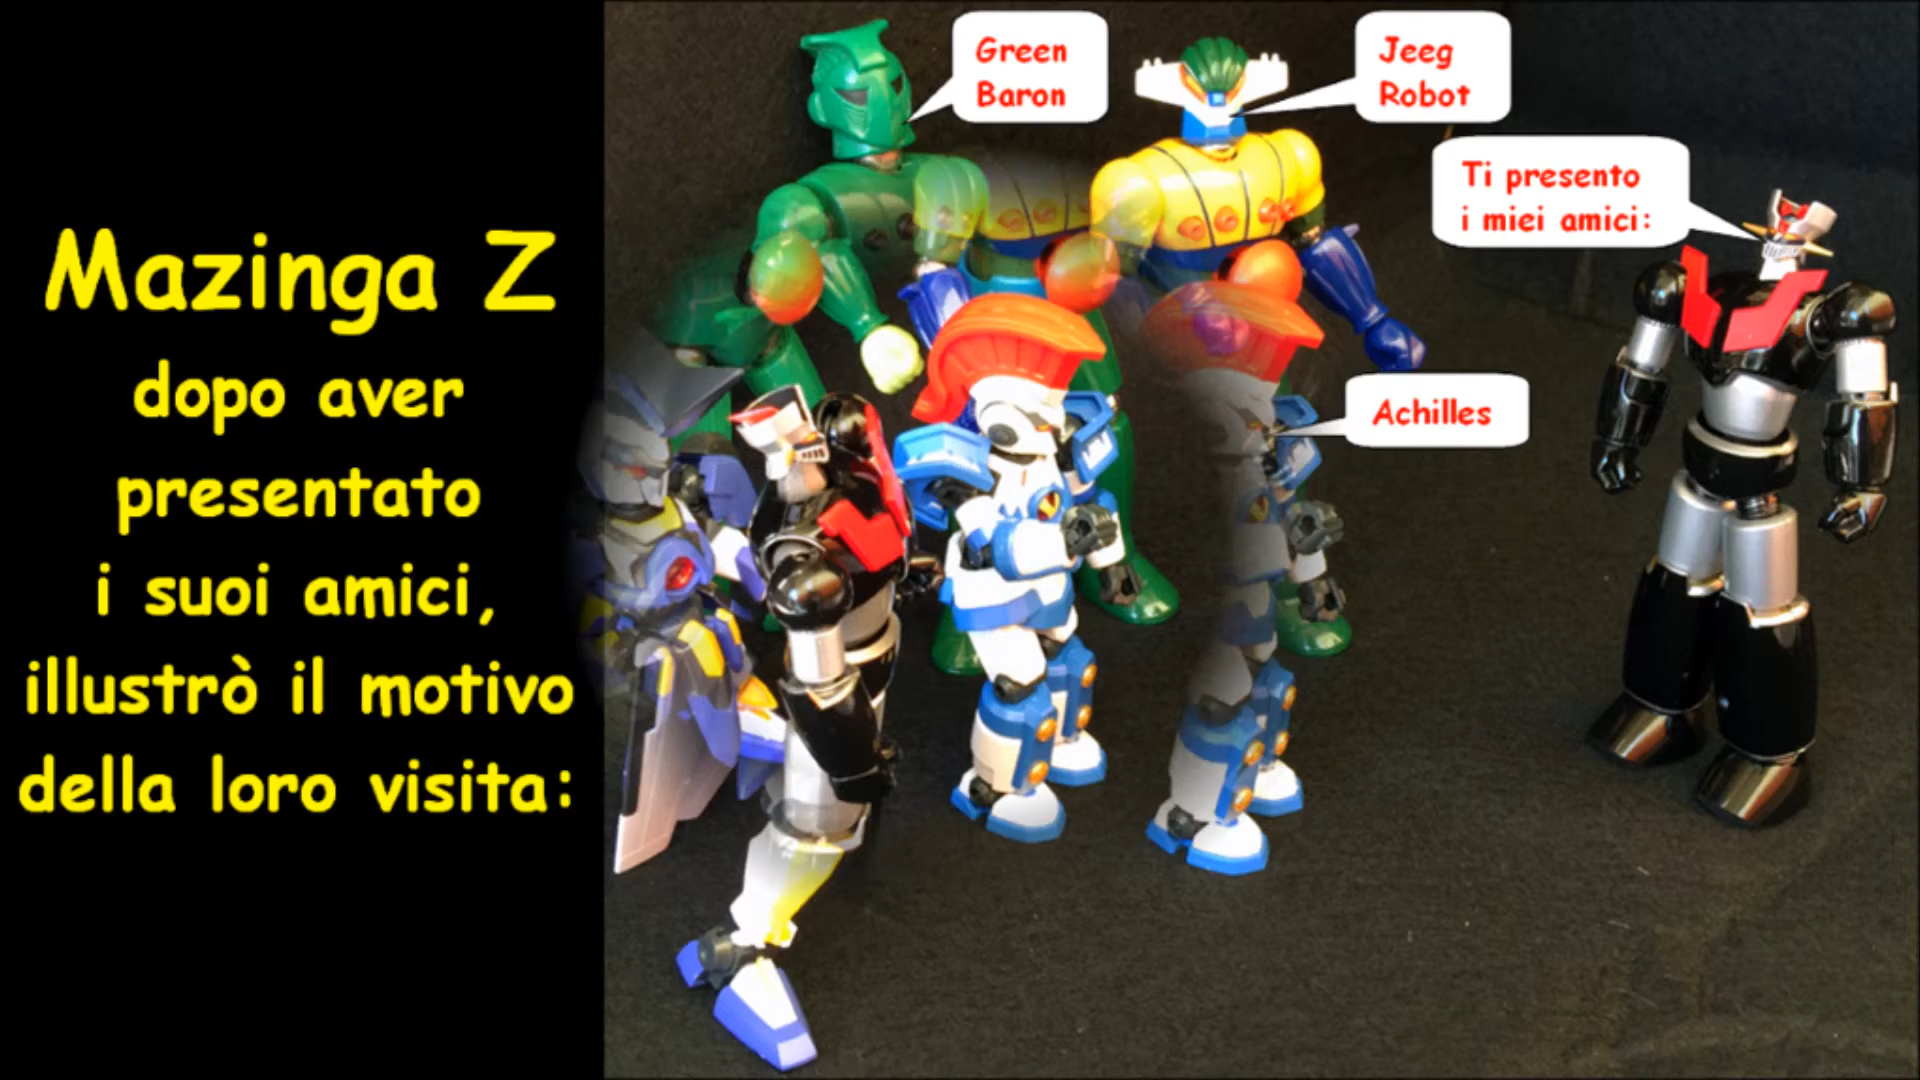 Mazinga Z
dopo aver
presentato
i suoi amici,
illustrò il motivo
della loro visita:
Green
Baron
Jeeg
Robot
Ti presento
i miei amici:
Achilles